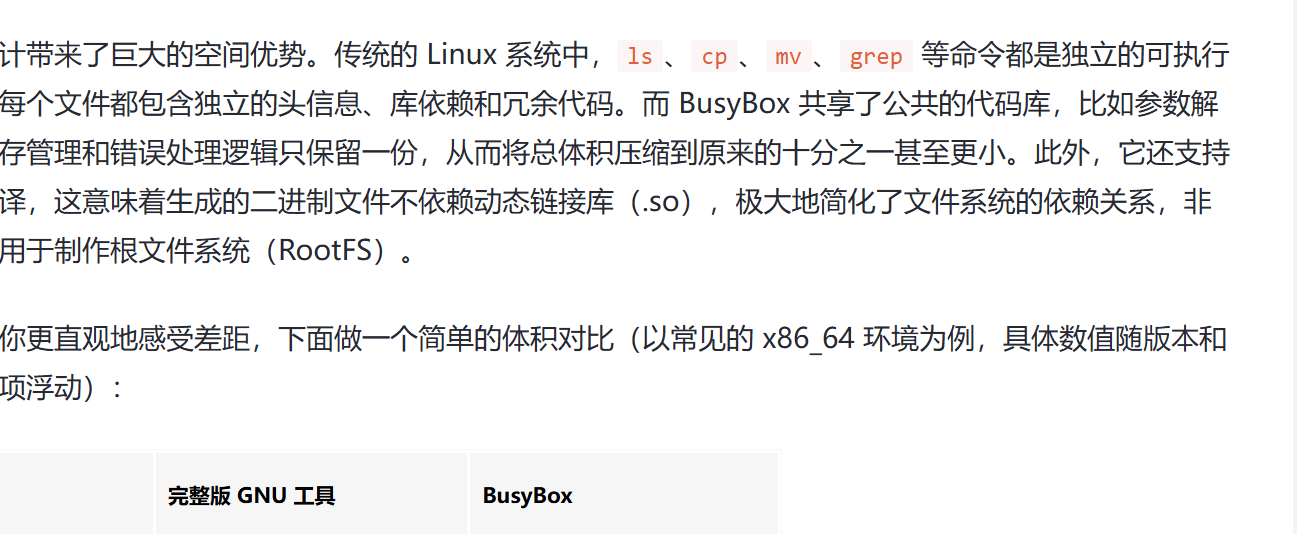 计带来了巨大的空间优势。传统的 Linux 系统中，ls、cp、mv、grep 等命令都是独立的可执行
每个文件都包含独立的头信息、库依赖和冗余代码。而 BusyBox 共享了公共的代码库，比如参数解
存管理和错误处理逻辑只保留一份，从而将总体积压缩到原来的十分之一甚至更小。此外，它还支持
译，这意味着生成的二进制文件不依赖动态链接库（.so），极大地简化了文件系统的依赖关系，非
用于制作根文件系统（RootFS）。
你更直观地感受差距，下面做一个简单的体积对比（以常见的 x86_64 环境为例，具体数值随版本和
项浮动）：
完整版 GNU 工具 BusyBox